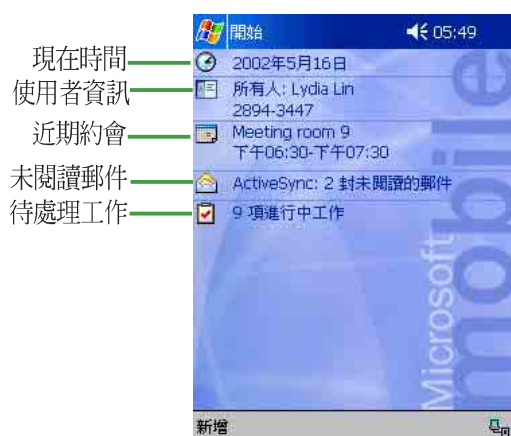 開始 05:49
現在時間
2002年5月16日
使用者資訊
所有人: Lydia Lin
2894-3447
近期約會
Meeting room 9
下午06:30-下午07:30
未閱讀郵件
ActiveSync: 2 封未閱讀的郵件
待處理工作
9 項進行中工作
Microsoft
mobile
新增